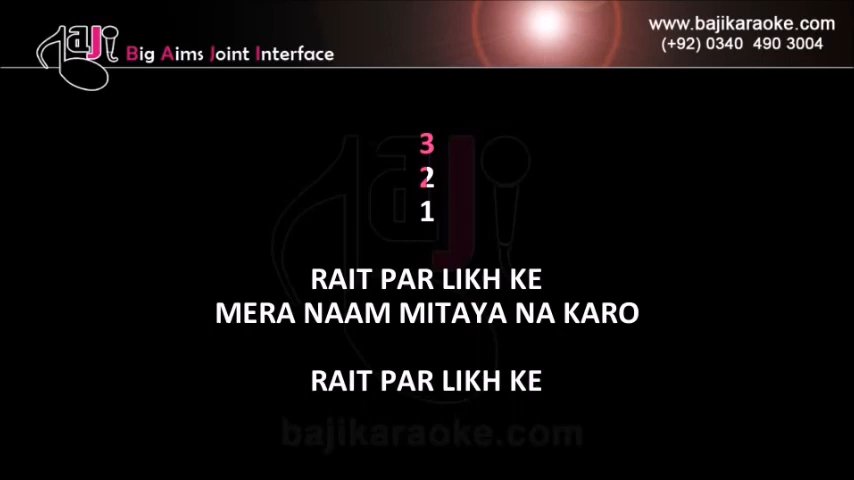 Baji
Big Aims Joint Interface
www.bajikaraoke.com
(+92) 0340 490 3004
3
2
1
RAIT PAR LIKH KE
MERA NAAM MITAYA NA KARO
RAIT PAR LIKH KE
bajikaraoke.com